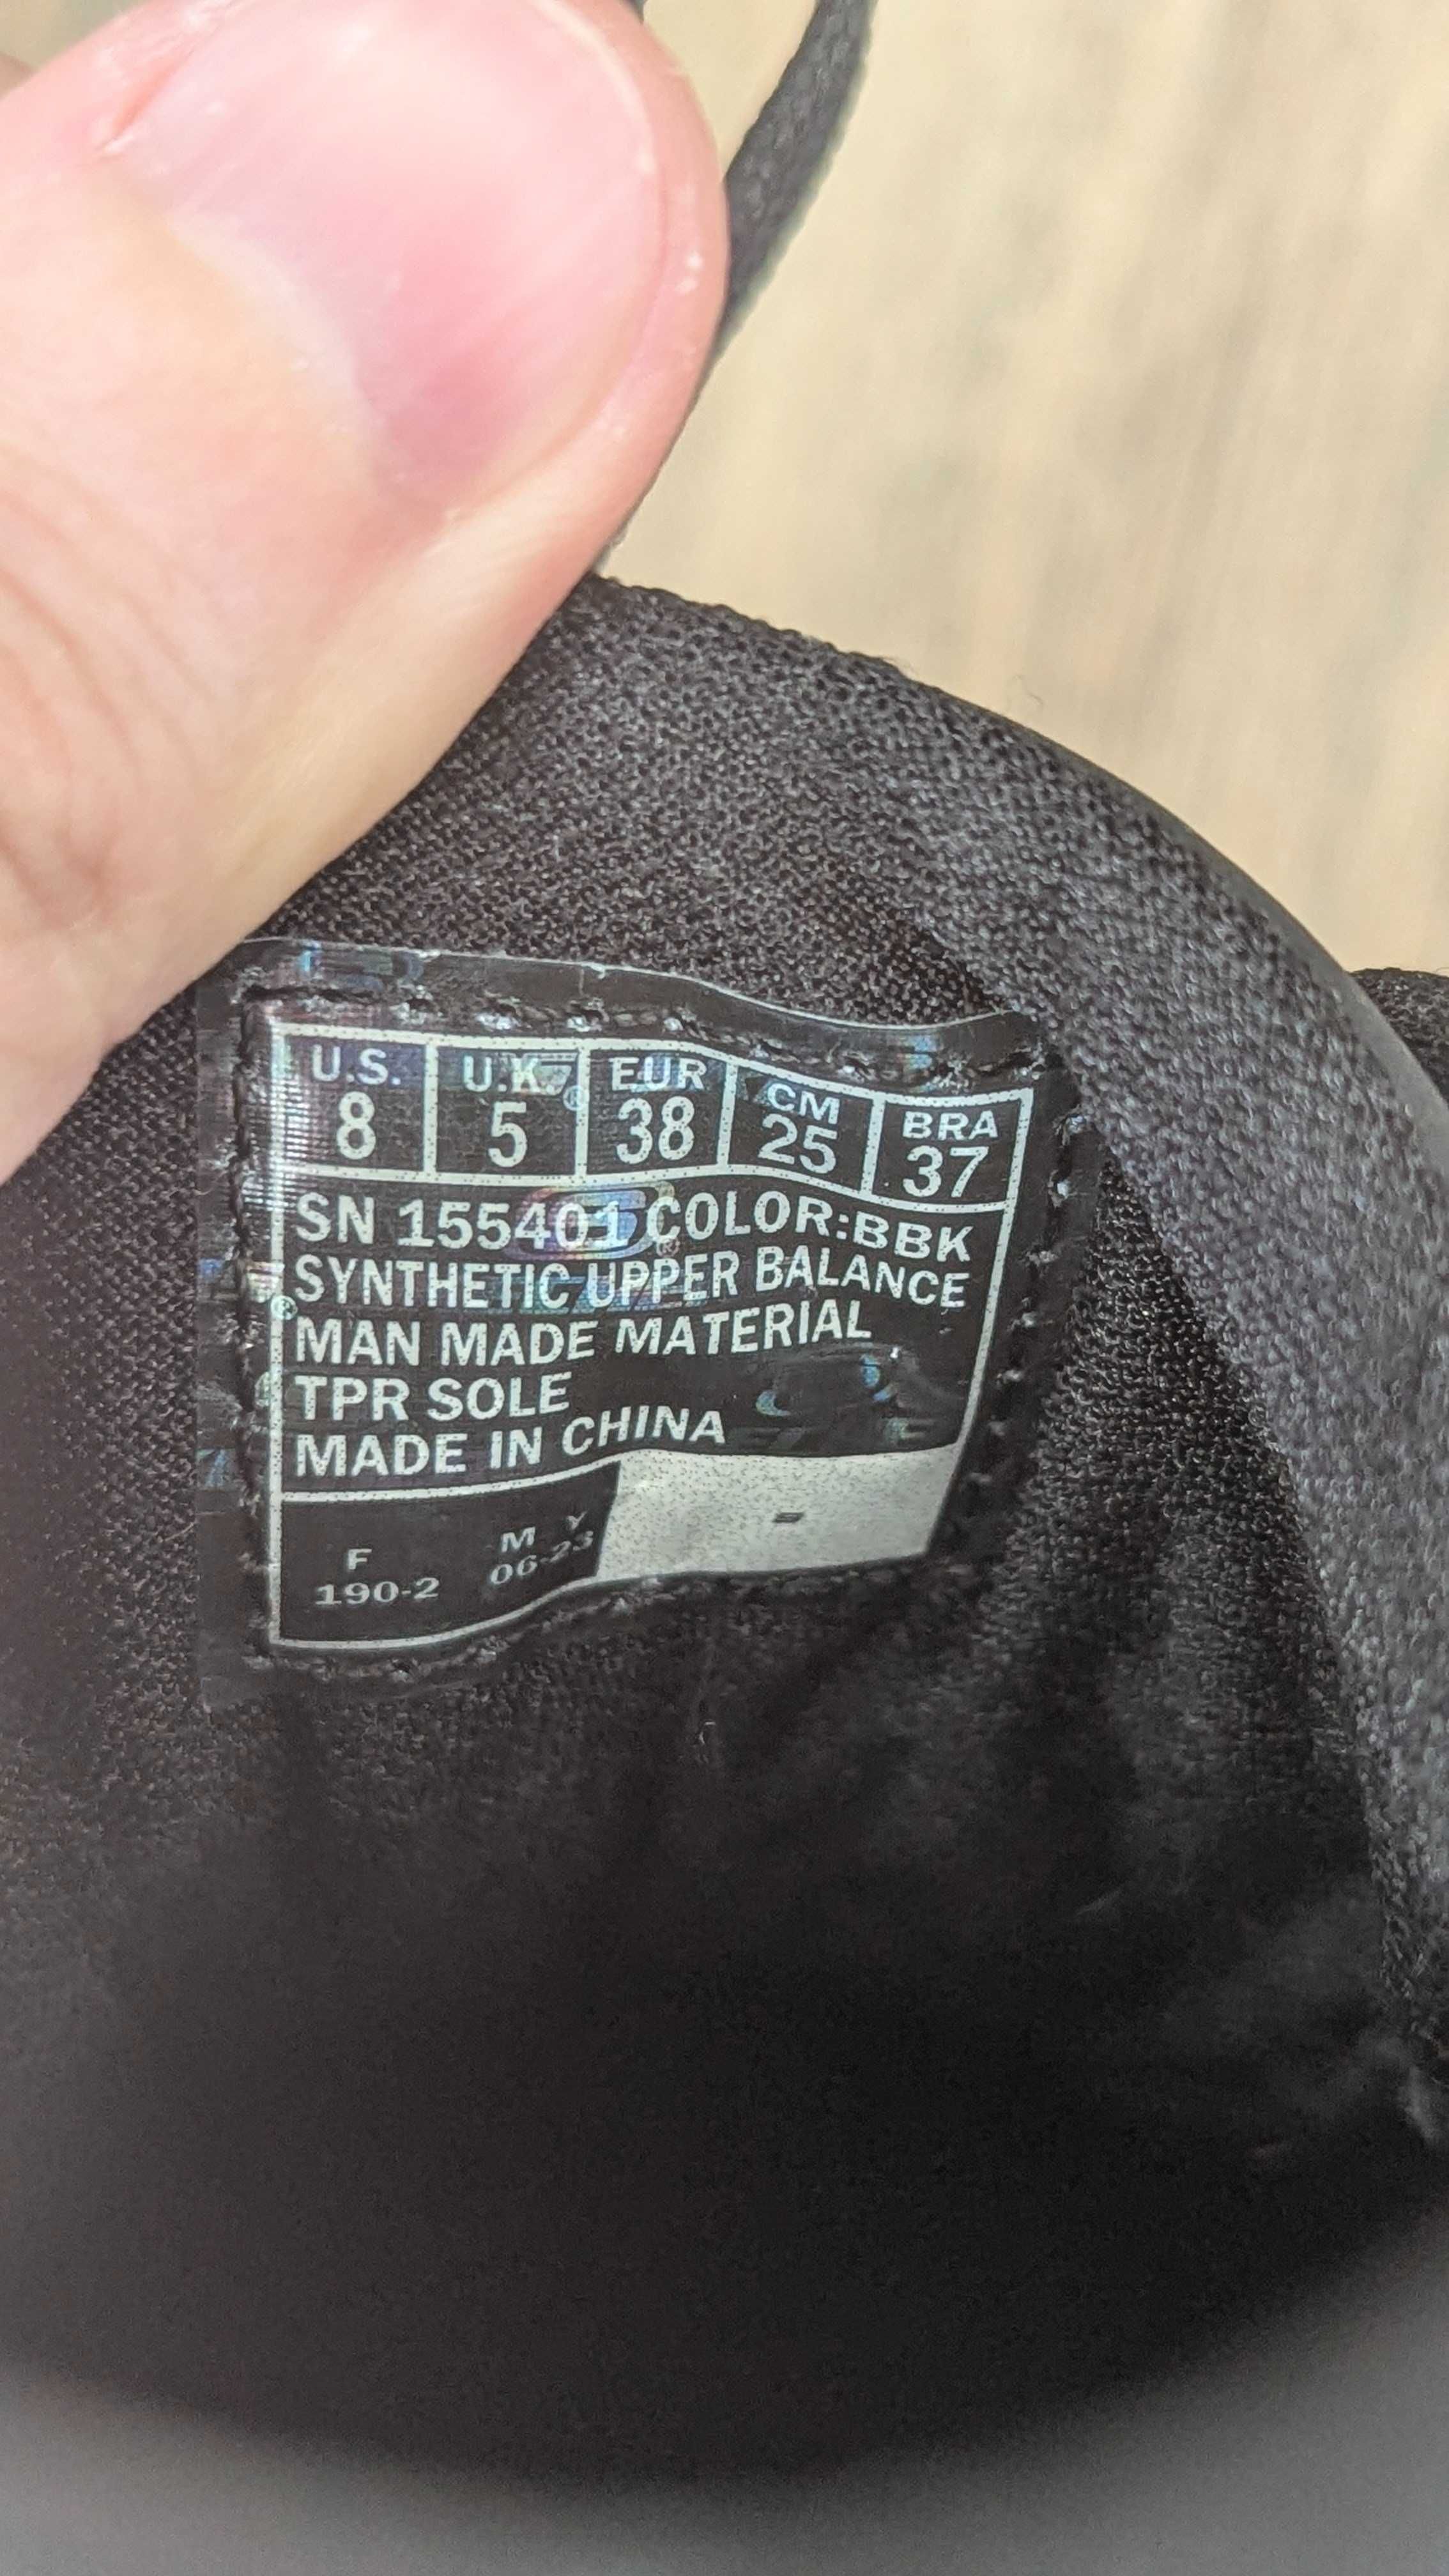 U.S. U.K. EUR CM BRA
8 5 38 25 37
SN 155401 COLOR:BBK
SYNTHETIC UPPER BALANCE
MAN MADE MATERIAL
TPR SOLE
MADE IN CHINA
F M Y
190-2 06-23
-